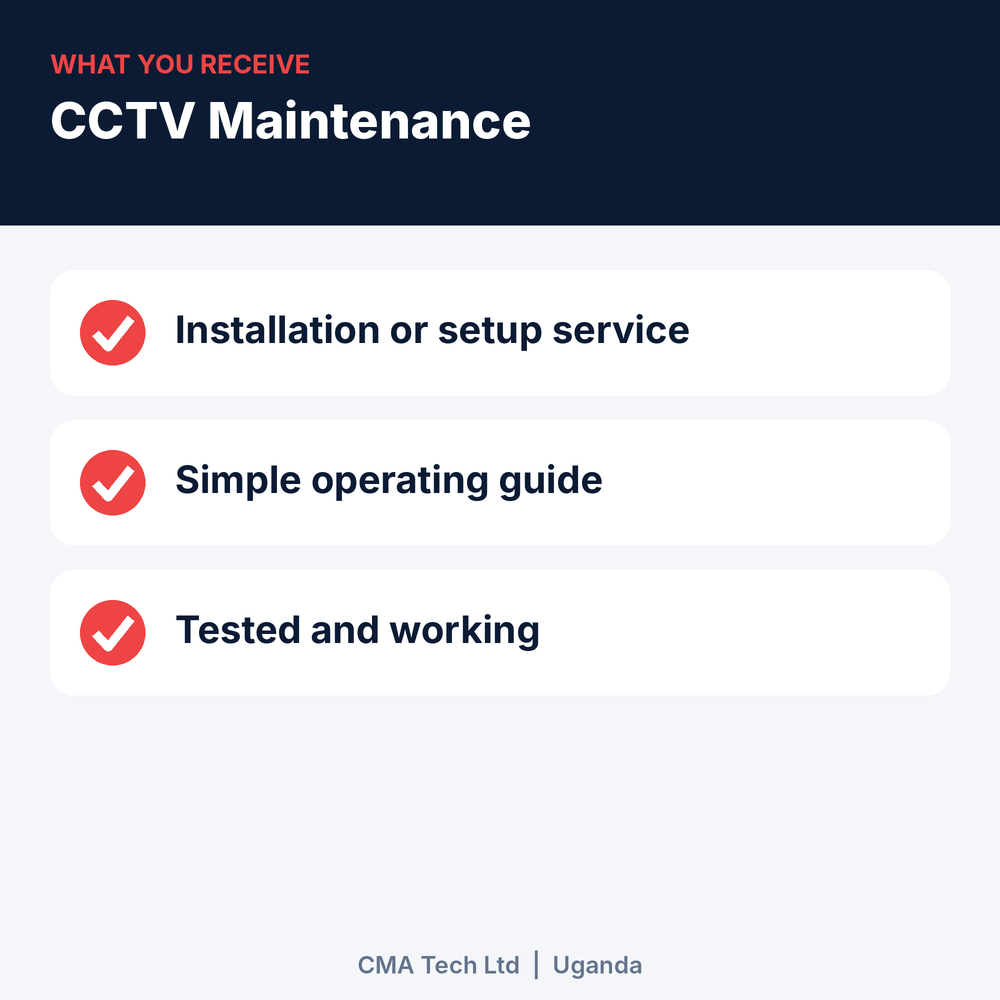 WHAT YOU RECEIVE
CCTV Maintenance
Installation or setup service
Simple operating guide
Tested and working
CMA Tech Ltd | Uganda